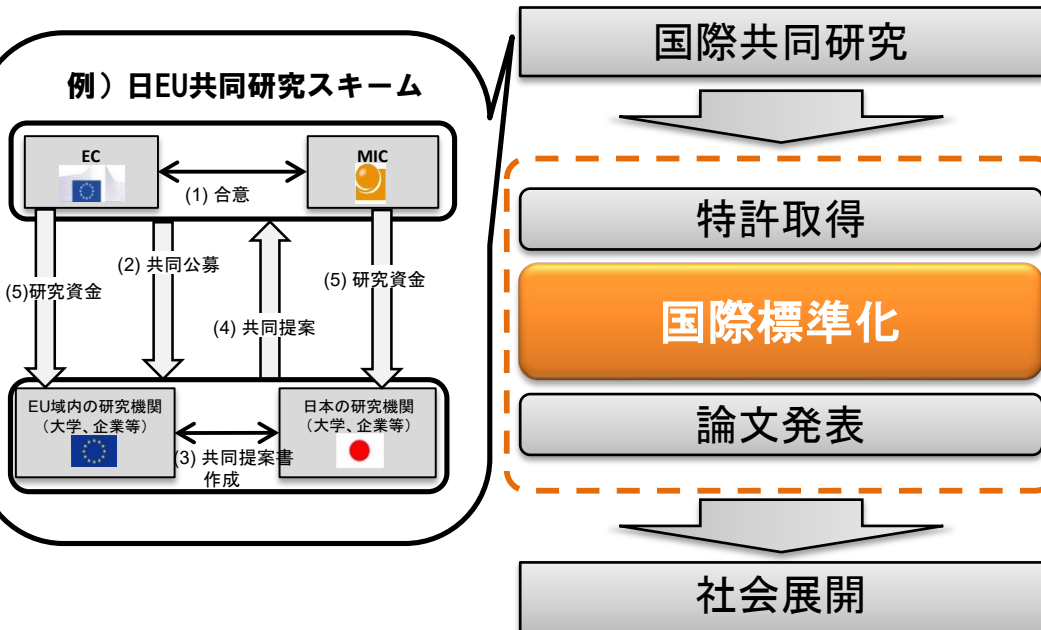 例）日EU共同研究スキーム
EC
MIC
(1) 合意
(2) 共同公募
(5)研究資金
(5) 研究資金
(4) 共同提案
EU域内の研究機関
（大学、企業等）
日本の研究機関
（大学、企業等）
(3) 共同提案書
作成
国際共同研究
特許取得
国際標準化
論文発表
社会展開